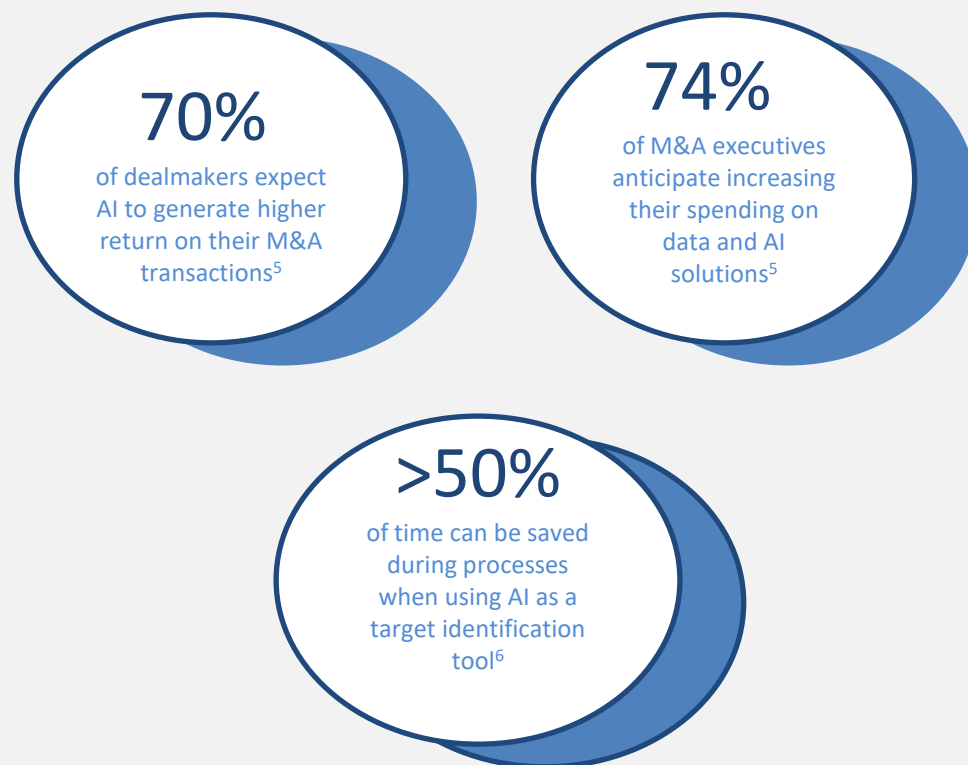 70%
of dealmakers expect
AI to generate higher
return on their M&A
transactions⁵
74%
of M&A executives
anticipate increasing
their spending on
data and AI
solutions⁵
>50%
of time can be saved
during processes
when using AI as a
target identification
tool⁶